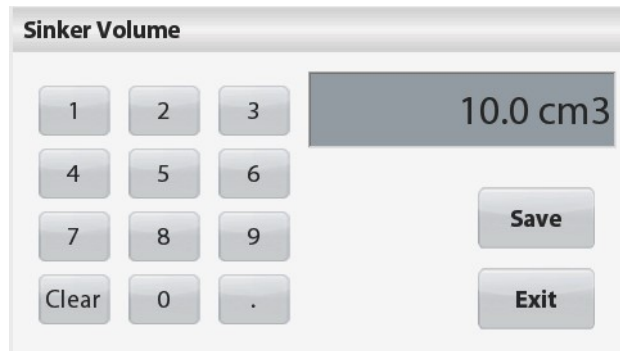 Sinker Volume
10.0 cm3
1 2 3
4 5 6
7 8 9
Clear 0 .
Save
Exit